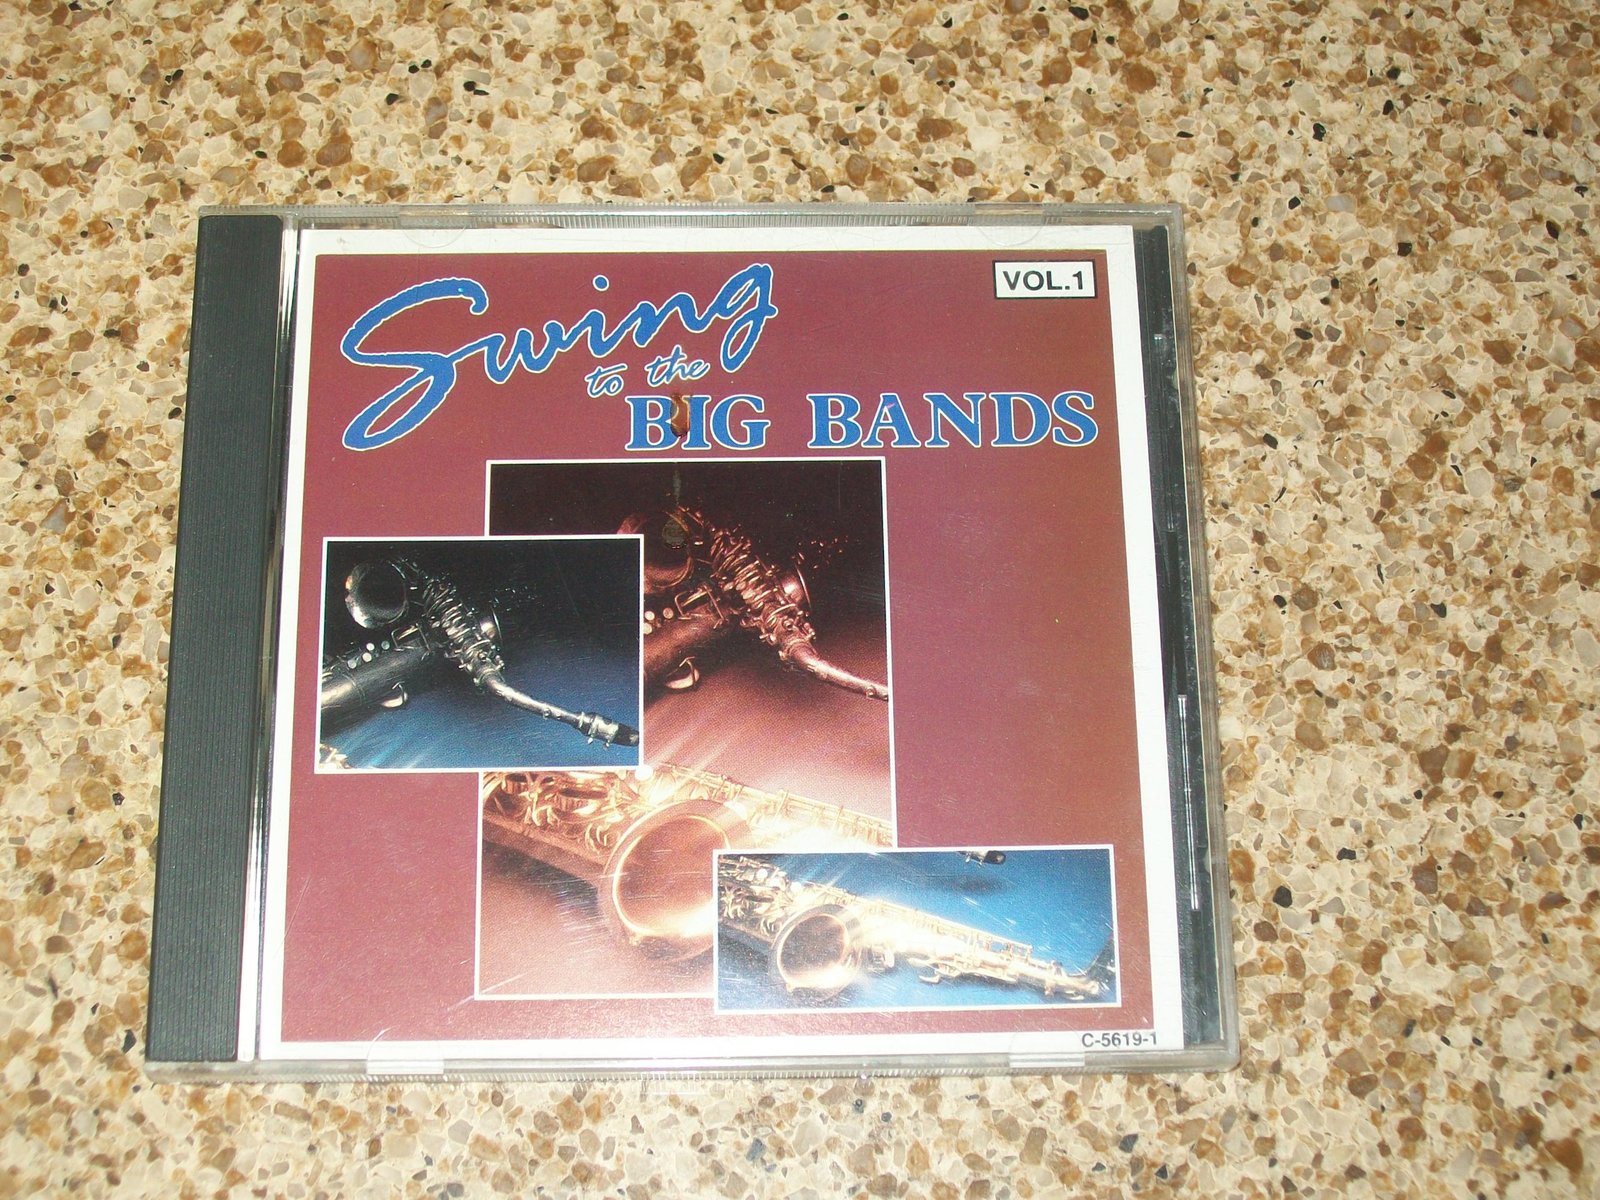 Swing
to the
BIG BANDS
VOL.1
C-5619-1